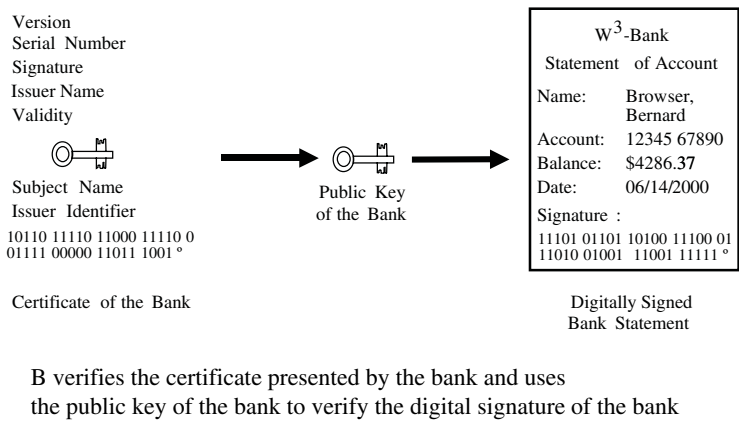 Version
Serial Number
Signature
Issuer Name
Validity
Subject Name
Issuer Identifier
10110 11110 11000 11110 0
01111 00000 11011 1001 º
Certificate of the Bank
Public Key
of the Bank
W3-Bank
Statement of Account
Name: Browser,
Bernard
Account: 12345 67890
Balance: $4286.37
Date: 06/14/2000
Signature :
11101 01101 10100 11100 01
11010 01001 11001 11111 º
Digitally Signed
Bank Statement
B verifies the certificate presented by the bank and uses
the public key of the bank to verify the digital signature of the bank